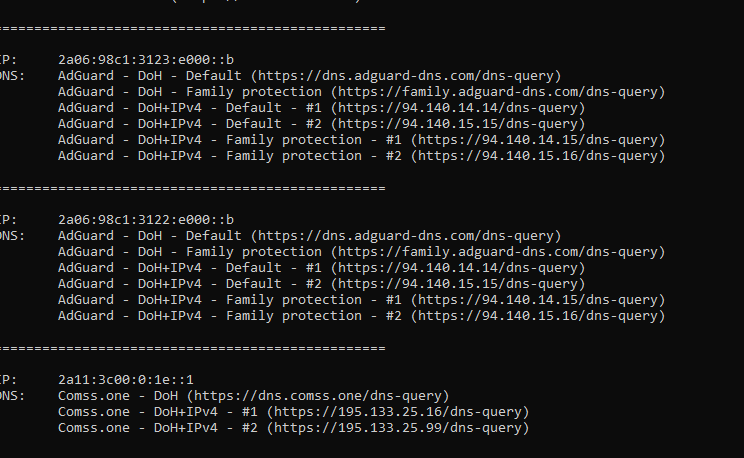 ================================================
IP: 2a06:98c1:3123:e000::b
DNS: AdGuard - DoH - Default (https://dns.adguard-dns.com/dns-query)
AdGuard - DoH - Family protection (https://family.adguard-dns.com/dns-query)
AdGuard - DoH+IPv4 - Default - #1 (https://94.140.14.14/dns-query)
AdGuard - DoH+IPv4 - Default - #2 (https://94.140.15.15/dns-query)
AdGuard - DoH+IPv4 - Family protection - #1 (https://94.140.14.15/dns-query)
AdGuard - DoH+IPv4 - Family protection - #2 (https://94.140.15.16/dns-query)
================================================
IP: 2a06:98c1:3122:e000::b
DNS: AdGuard - DoH - Default (https://dns.adguard-dns.com/dns-query)
AdGuard - DoH - Family protection (https://family.adguard-dns.com/dns-query)
AdGuard - DoH+IPv4 - Default - #1 (https://94.140.14.14/dns-query)
AdGuard - DoH+IPv4 - Default - #2 (https://94.140.15.15/dns-query)
AdGuard - DoH+IPv4 - Family protection - #1 (https://94.140.14.15/dns-query)
AdGuard - DoH+IPv4 - Family protection - #2 (https://94.140.15.16/dns-query)
================================================
IP: 2a11:3c00:0:1e::1
DNS: Comss.one - DoH (https://dns.comss.one/dns-query)
Comss.one - DoH+IPv4 - #1 (https://195.133.25.16/dns-query)
Comss.one - DoH+IPv4 - #2 (https://195.133.25.99/dns-query)